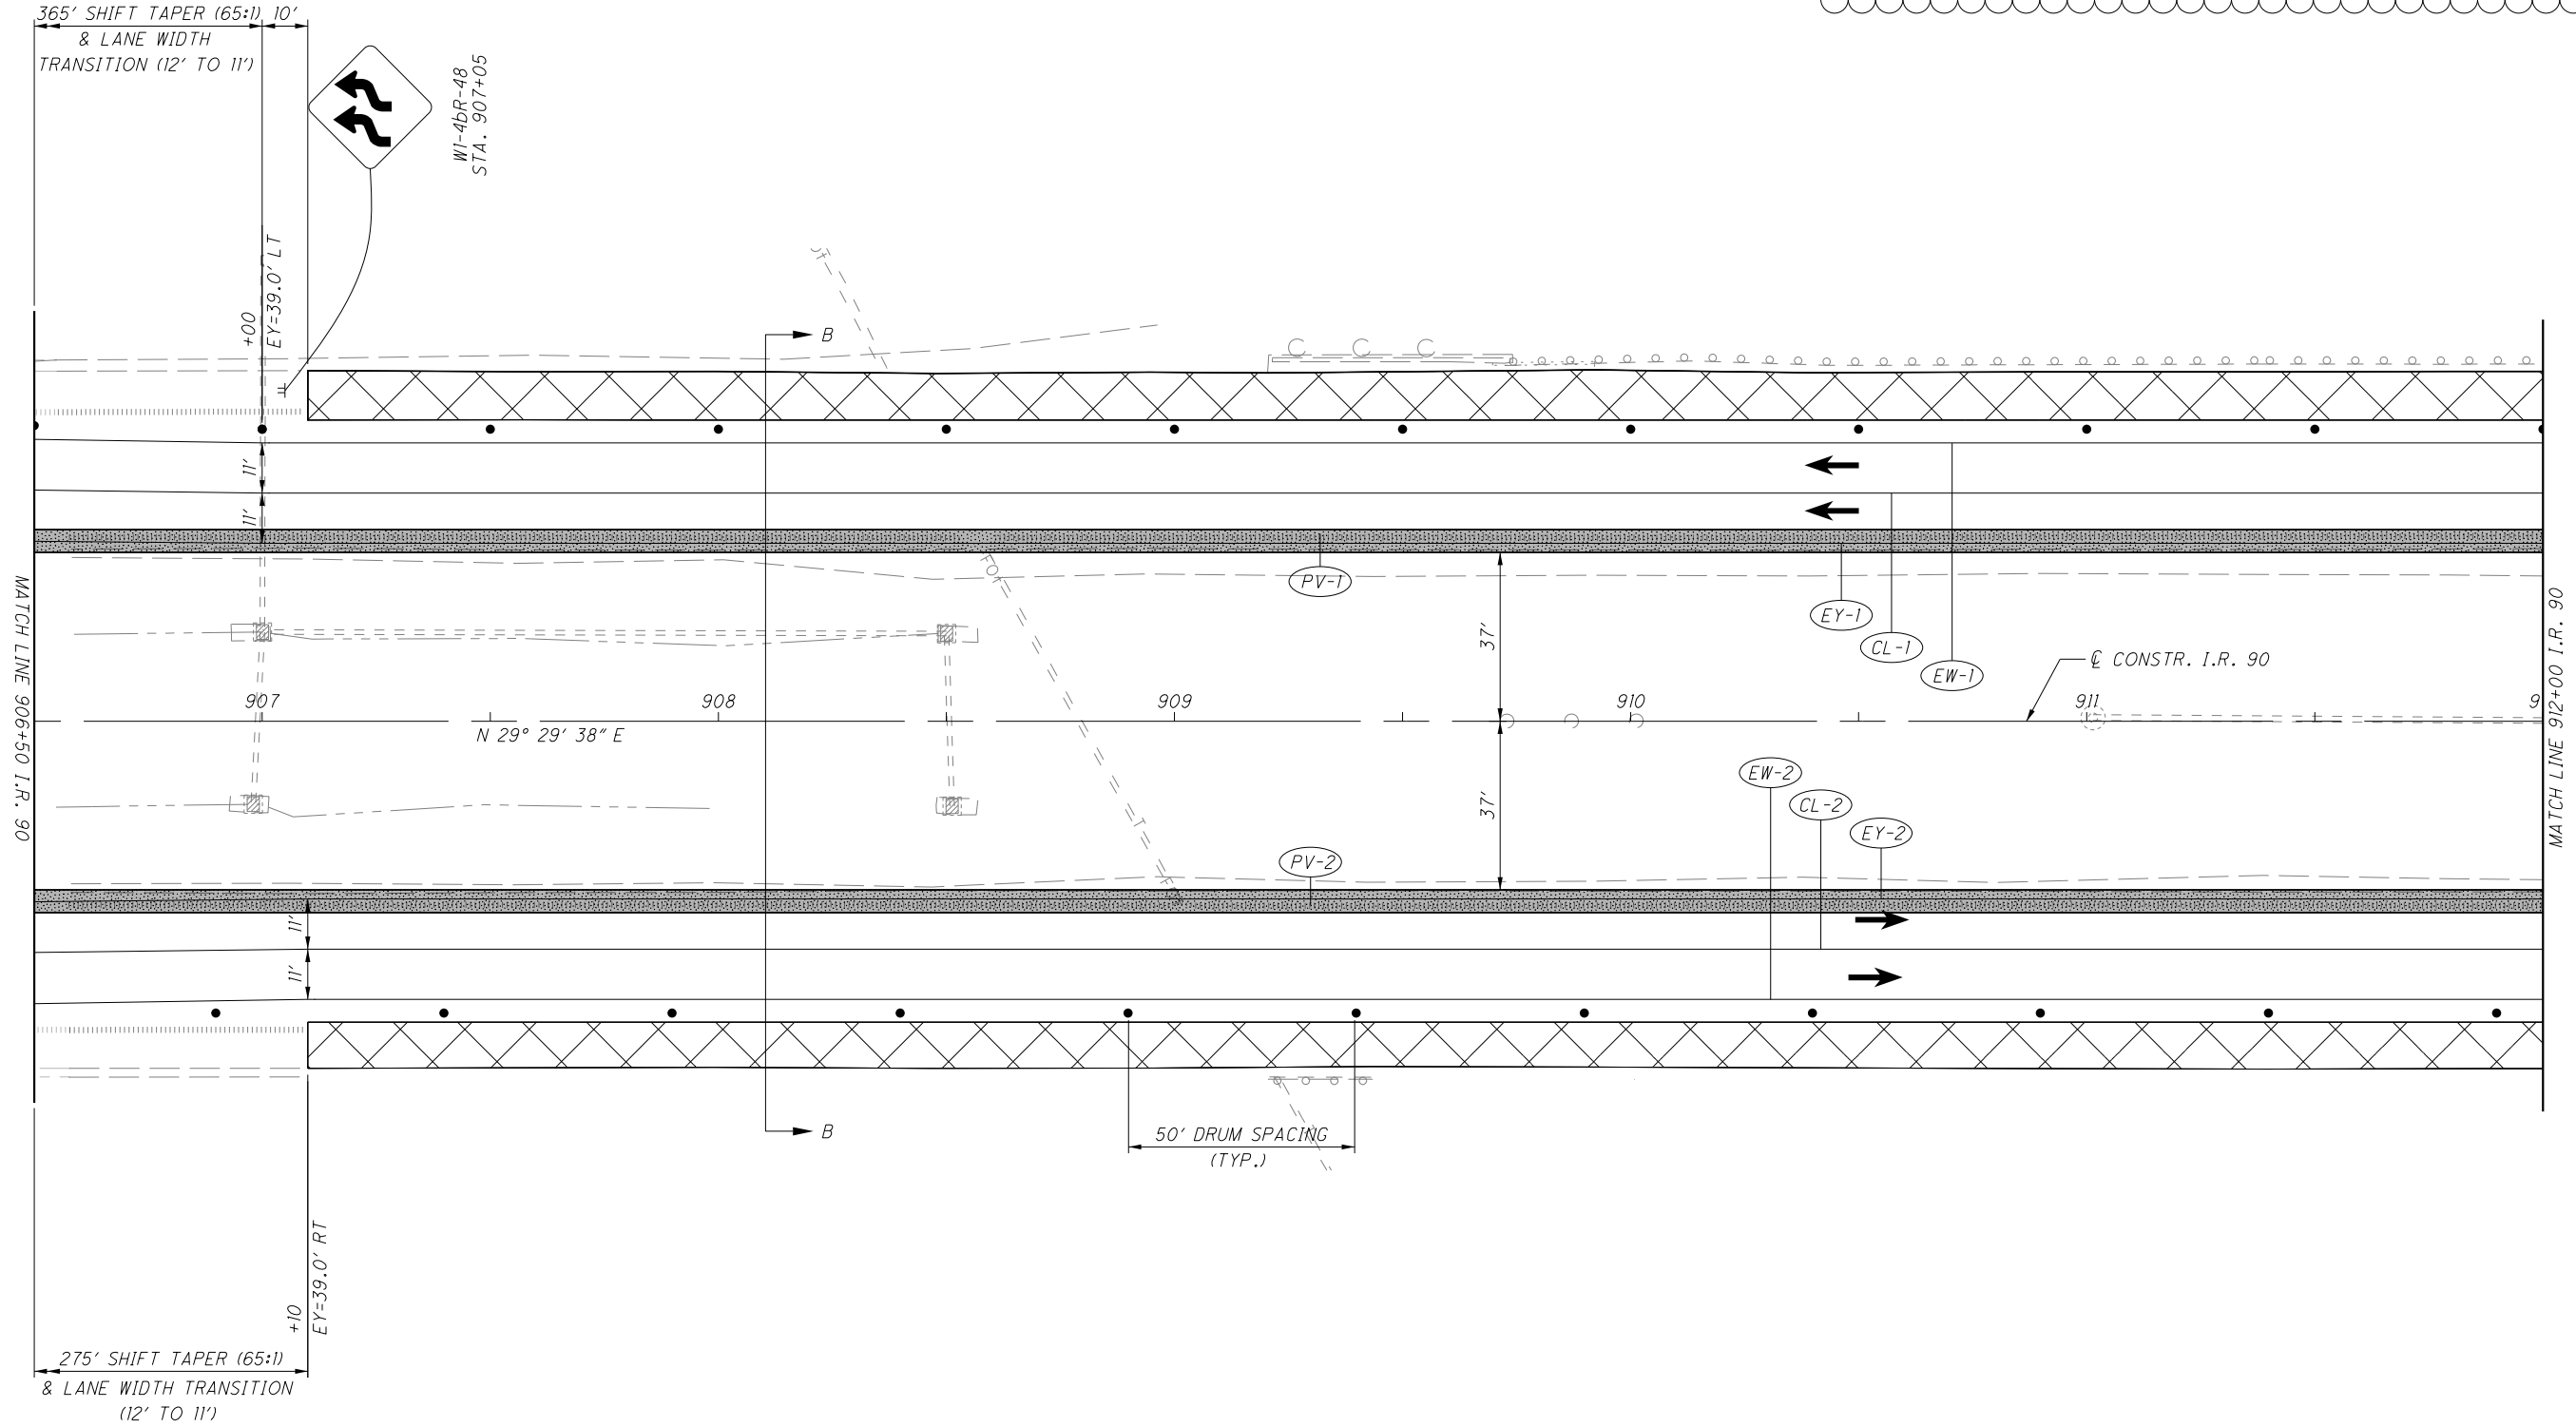 365' SHIFT TAPER (65:1) 10'
& LANE WIDTH
TRANSITION (12' TO 11')
W1-4bR-48
STA. 907+05
+00
EY=39.0' LT
B
11'
11'
PV-1
EY-1
CL-1
EW-1
FO
37'
℄ CONSTR. I.R. 90
MATCH LINE 906+50 I.R. 90
MATCH LINE 912+00 I.R. 90
907
908
909
910
911
9
N 29° 29' 38" E
EW-2
CL-2
EY-2
PV-2
37'
11'
11'
B
50' DRUM SPACING
(TYP.)
+10
EY=39.0' RT
275' SHIFT TAPER (65:1)
& LANE WIDTH TRANSITION
(12' TO 11')